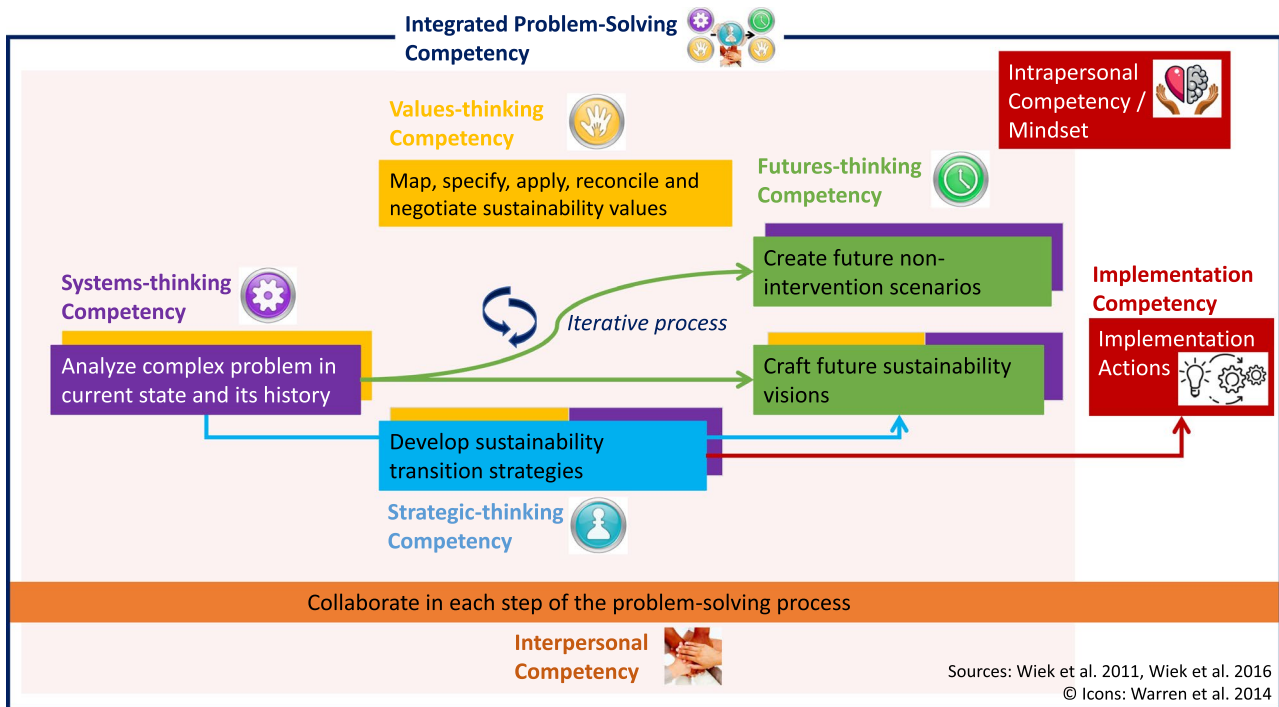 Integrated Problem-Solving
Competency
Intrapersonal
Competency /
Mindset
Values-thinking
Competency
Map, specify, apply, reconcile and
negotiate sustainability values
Futures-thinking
Competency
Create future non-
intervention scenarios
Systems-thinking
Competency
Analyze complex problem in
current state and its history
Iterative process
Craft future sustainability
visions
Implementation
Competency
Implementation
Actions
Develop sustainability
transition strategies
Strategic-thinking
Competency
Collaborate in each step of the problem-solving process
Interpersonal
Competency
Sources: Wiek et al. 2011, Wiek et al. 2016
© Icons: Warren et al. 2014